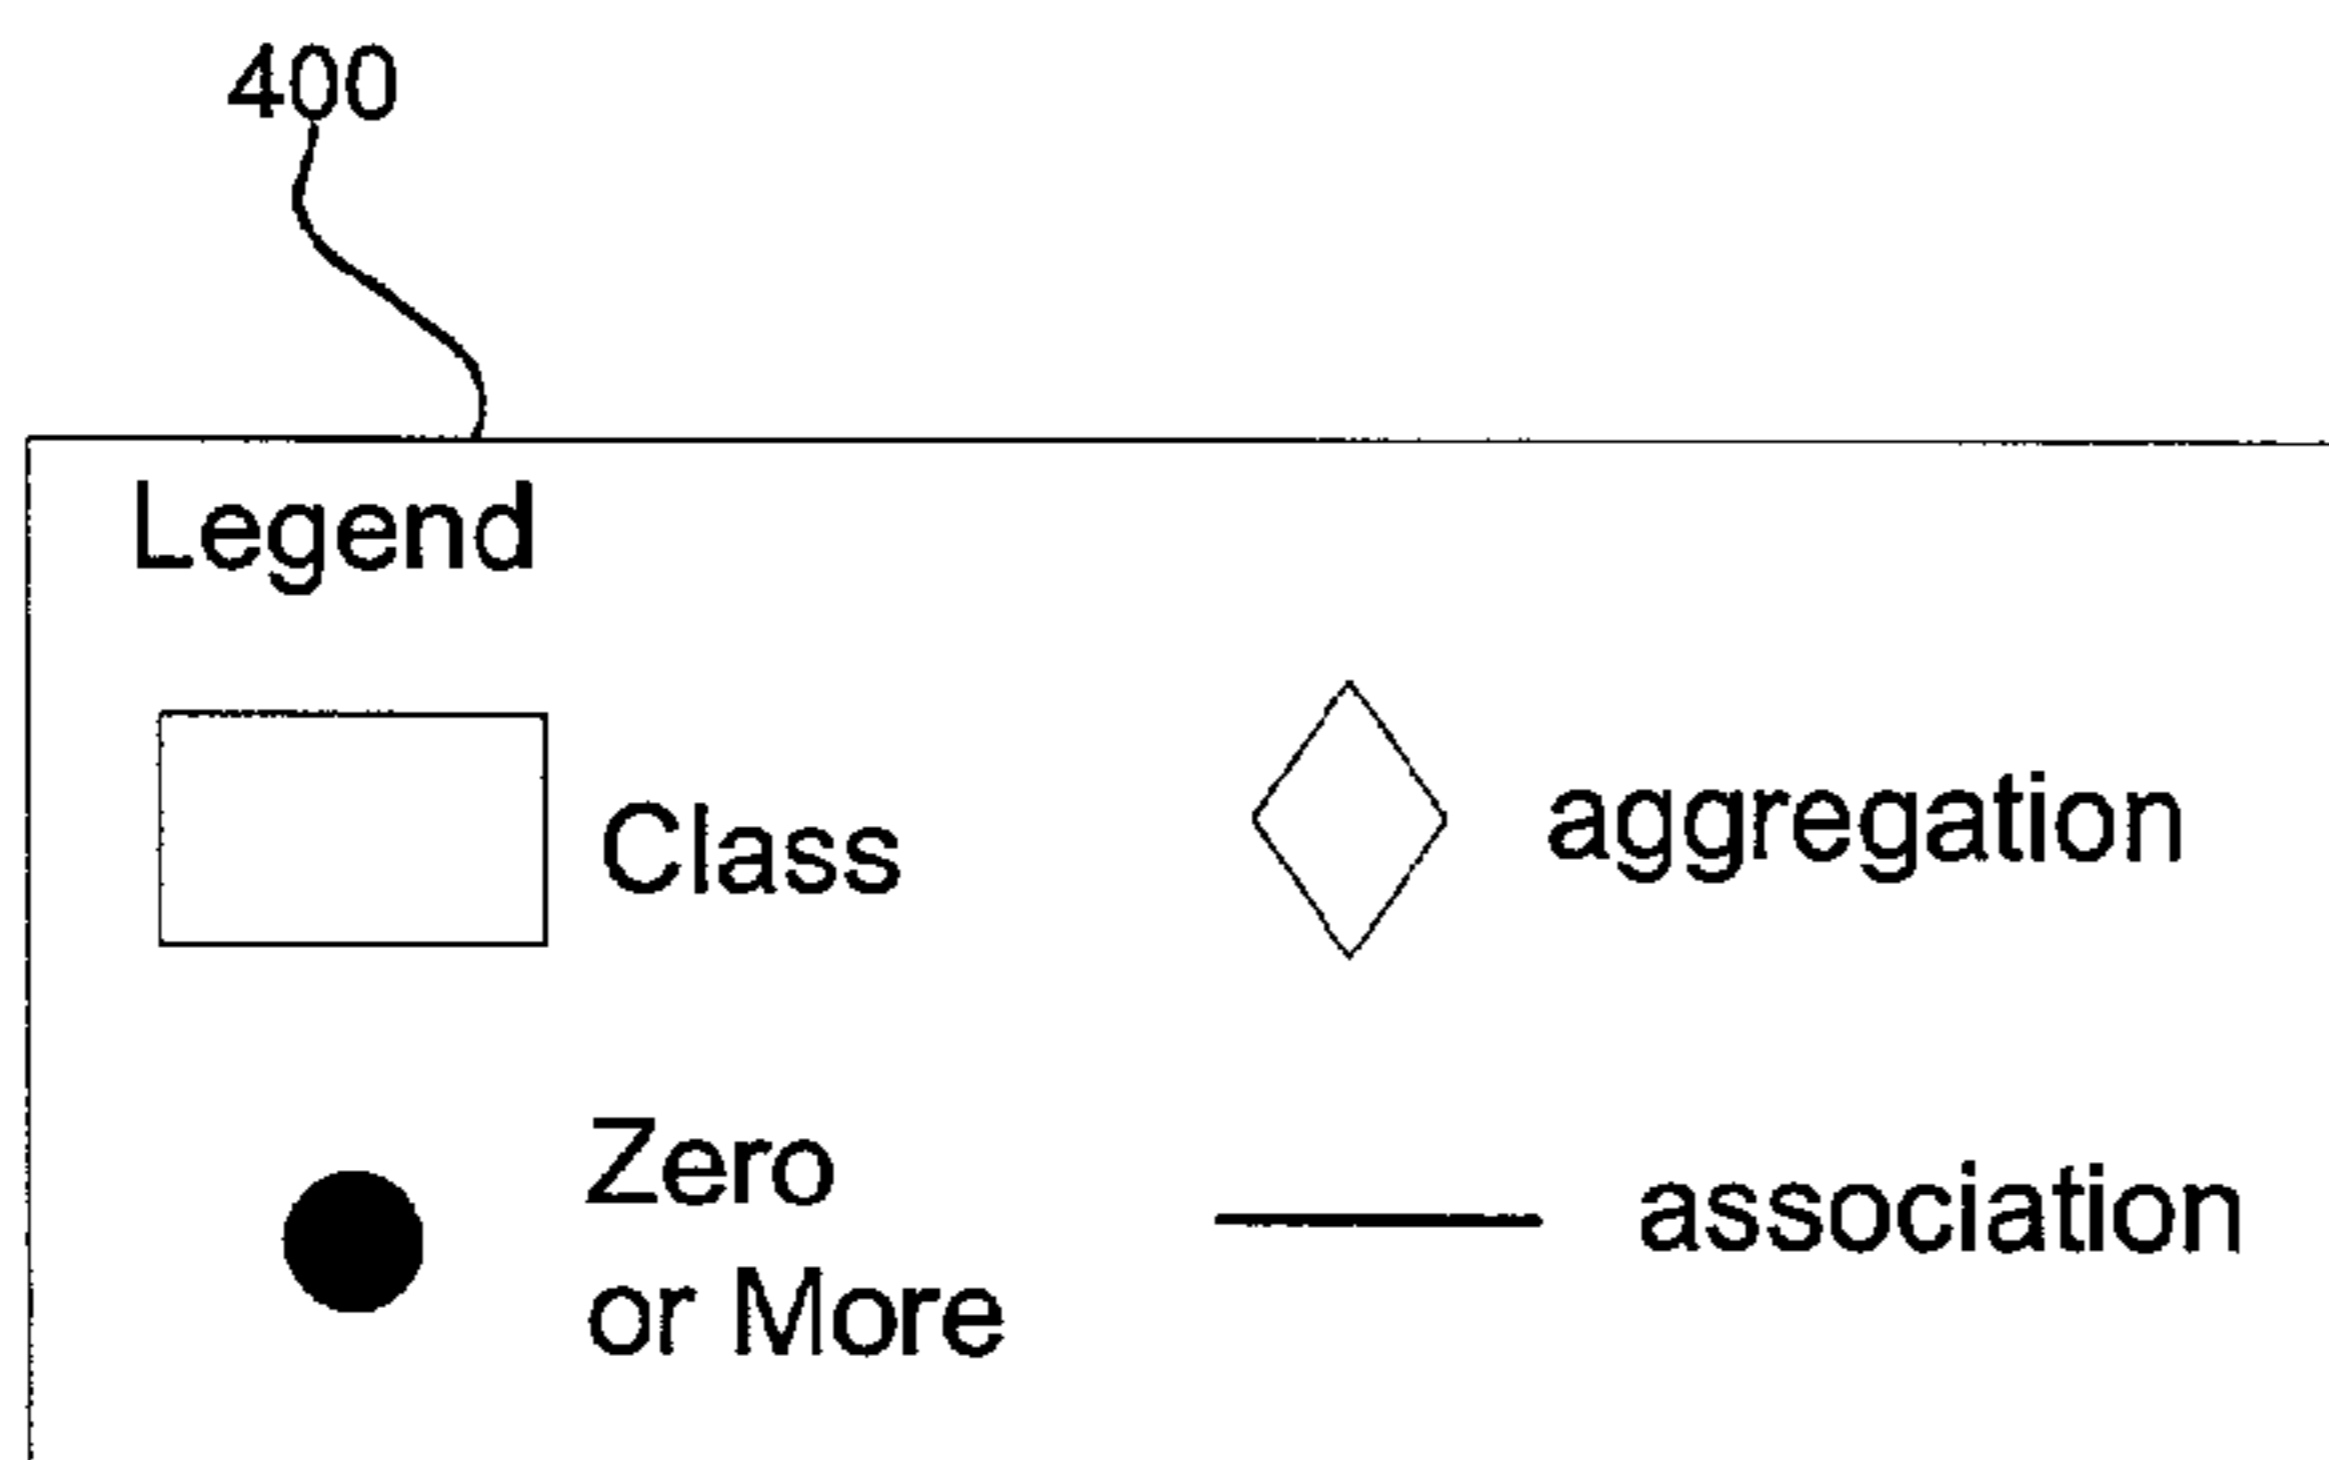 400
Legend
Class
aggregation
Zero
or More
association